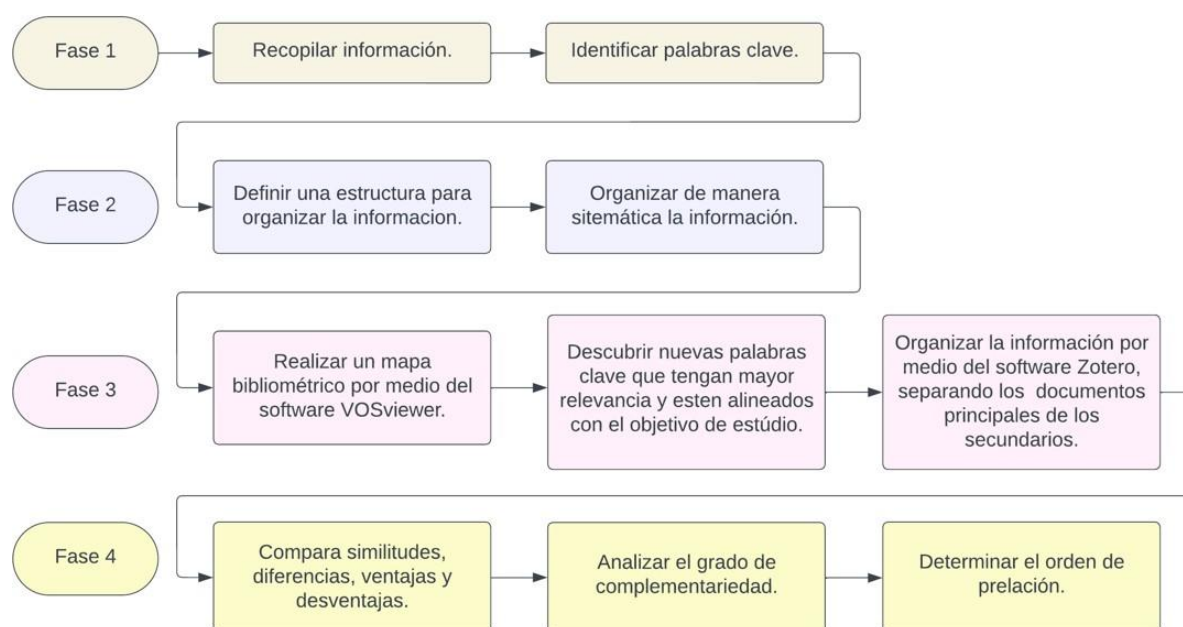 Fase 1
Recopilar información.
Identificar palabras clave.
Fase 2
Definir una estructura para
organizar la informacion.
Organizar de manera
sitemática la información.
Fase 3
Realizar un mapa
bibliométrico por medio del
software VOSviewer.
Descubrir nuevas palabras
clave que tengan mayor
relevancia y esten alineados
con el objetivo de estúdio.
Organizar la información por
medio del software Zotero,
separando los documentos
principales de los
secundarios.
Fase 4
Compara similitudes,
diferencias, ventajas y
desventajas.
Analizar el grado de
complementariedad.
Determinar el orden de
prelación.